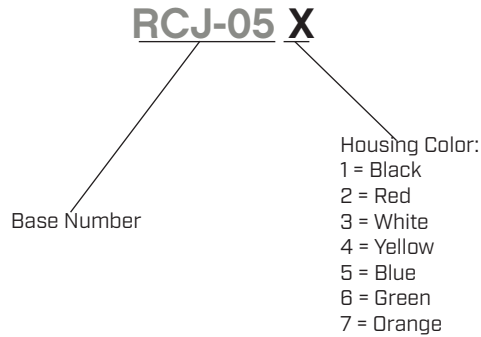 RCJ-05 X
Housing Color:
1 = Black
2 = Red
3 = White
4 = Yellow
5 = Blue
6 = Green
7 = Orange
Base Number